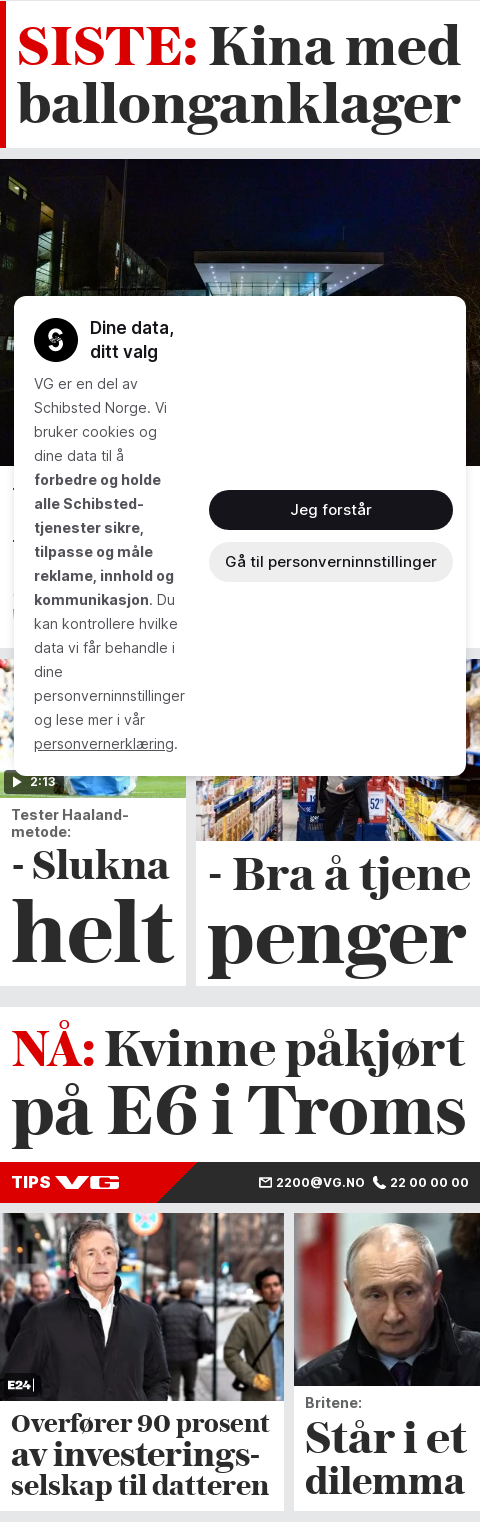 SISTE: Kina med
ballonganklager
Dine data,
ditt valg
VG er en del av
Schibsted Norge. Vi
bruker cookies og
dine data til å
forbedre og holde
alle Schibsted-
tjenester sikre,
tilpasse og måle
reklame, innhold og
kommunikasjon. Du
kan kontrollere hvilke
data vi får behandle i
dine
personverninnstillinger
og lese mer i vår
personvernerklæring.
Jeg forstår
Gå til personverninnstillinger
2:13
Tester Haaland-
metode:
- Slukna
helt
- Bra å tjene
penger
NÅ: Kvinne påkjørt
på E6 i Troms
TIPS VG
2200@VG.NO 22 00 00 00
E24
Overfører 90 prosent
av investerings-
selskap til datteren
Britene:
Står i et
dilemma